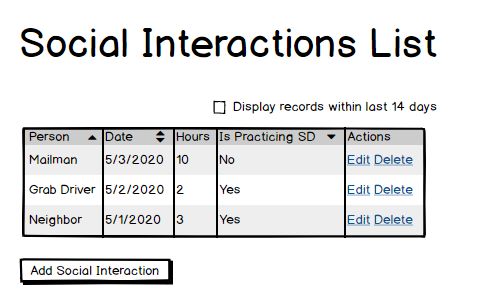 Social Interactions List
Display records within last 14 days
Person Date Hours Is Practicing SD Actions
Mailman 5/3/2020 10 No Edit Delete
Grab Driver 5/2/2020 2 Yes Edit Delete
Neighbor 5/1/2020 3 Yes Edit Delete
Add Social Interaction